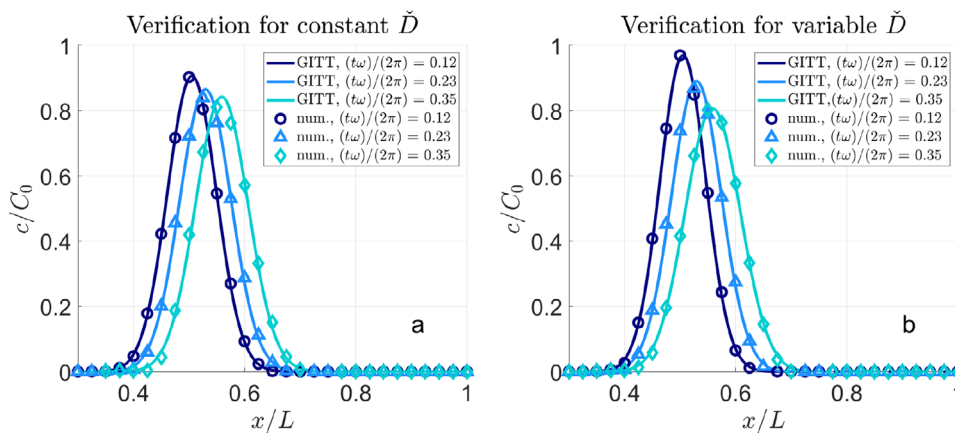 Verification for constant Ď
1
0.8
0.6
0.4
0.2
0
c/C₀
GITT, (tω)/(2π) = 0.12
GITT, (tω)/(2π) = 0.23
GITT,(tω)/(2π) = 0.35
num., (tω)/(2π) = 0.12
num., (tω)/(2π) = 0.23
num., (tω)/(2π) = 0.35
a
0.4 0.6 0.8 1
x/L
Verification for variable Ď
1
0.8
0.6
0.4
0.2
0
c/C₀
GITT, (tω)/(2π) = 0.12
GITT, (tω)/(2π) = 0.23
GITT,(tω)/(2π) = 0.35
num., (tω)/(2π) = 0.12
num., (tω)/(2π) = 0.23
num., (tω)/(2π) = 0.35
b
0.4 0.6 0.8 1
x/L